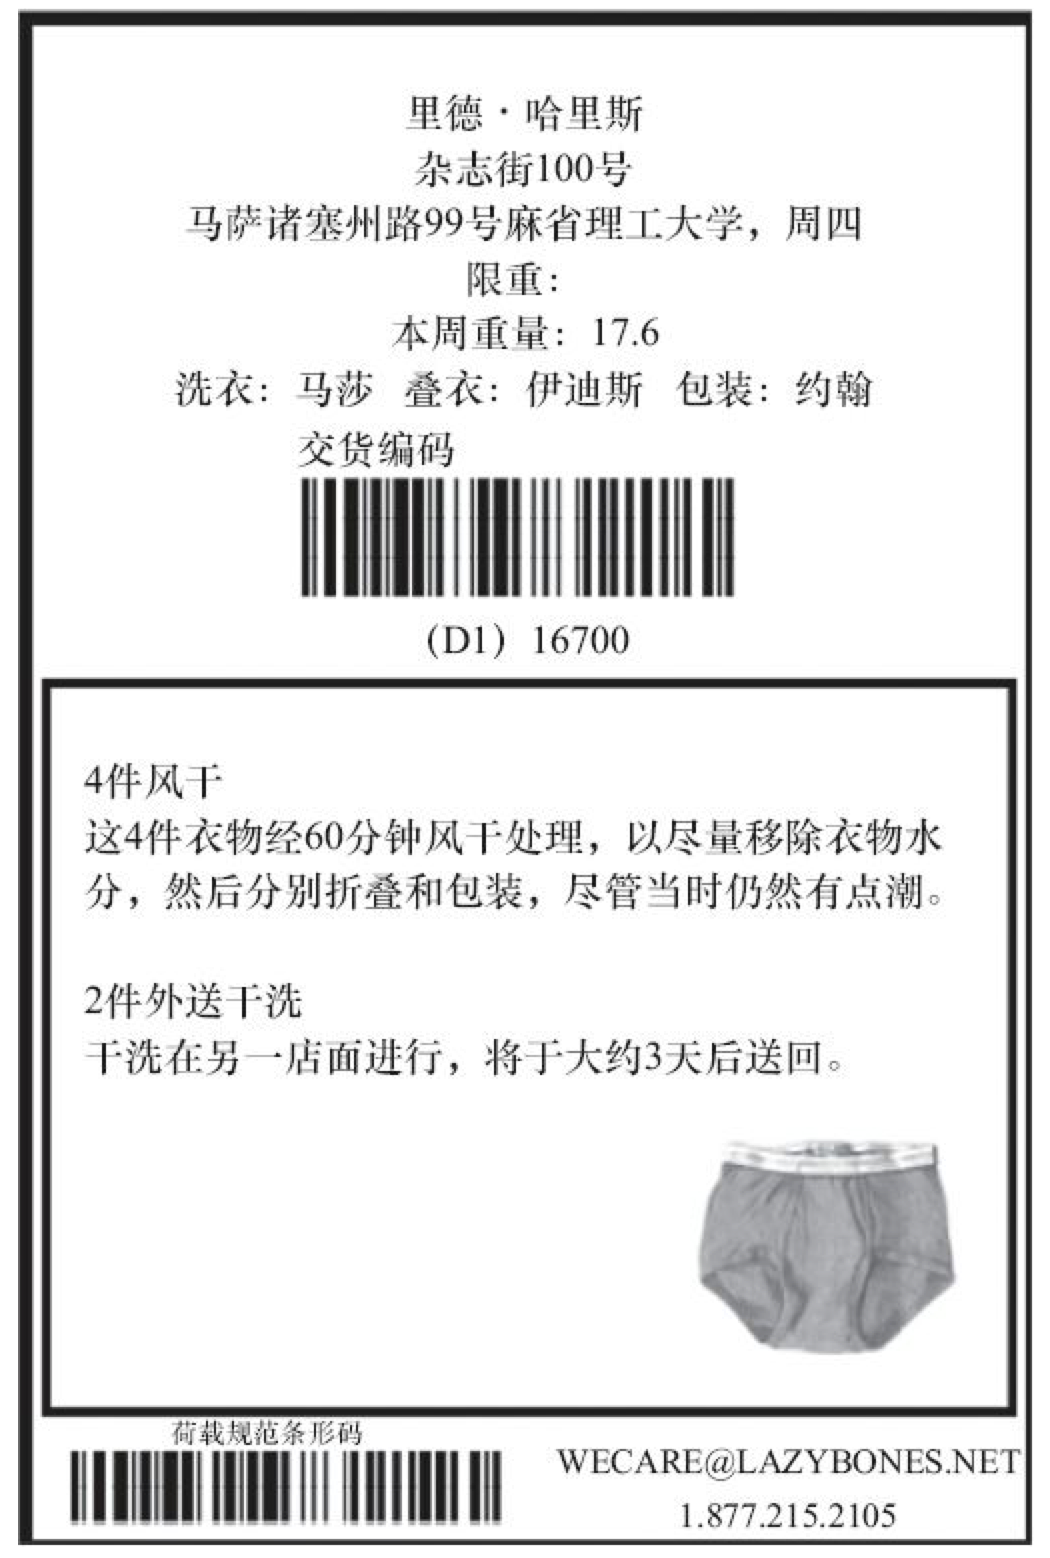 里德·哈里斯
杂志街100号
马萨诸塞州路99号麻省理工大学，周四
限重：
本周重量：17.6
洗衣：马莎 叠衣：伊迪斯 包装：约翰
交货编码
(D1) 16700
4件风干
这4件衣物经60分钟风干处理，以尽量移除衣物水
分，然后分别折叠和包装，尽管当时仍然有点潮。
2件外送干洗
干洗在另一店面进行，将于大约3天后送回。
荷载规范条形码
WECARE@LAZYBONES.NET
1.877.215.2105